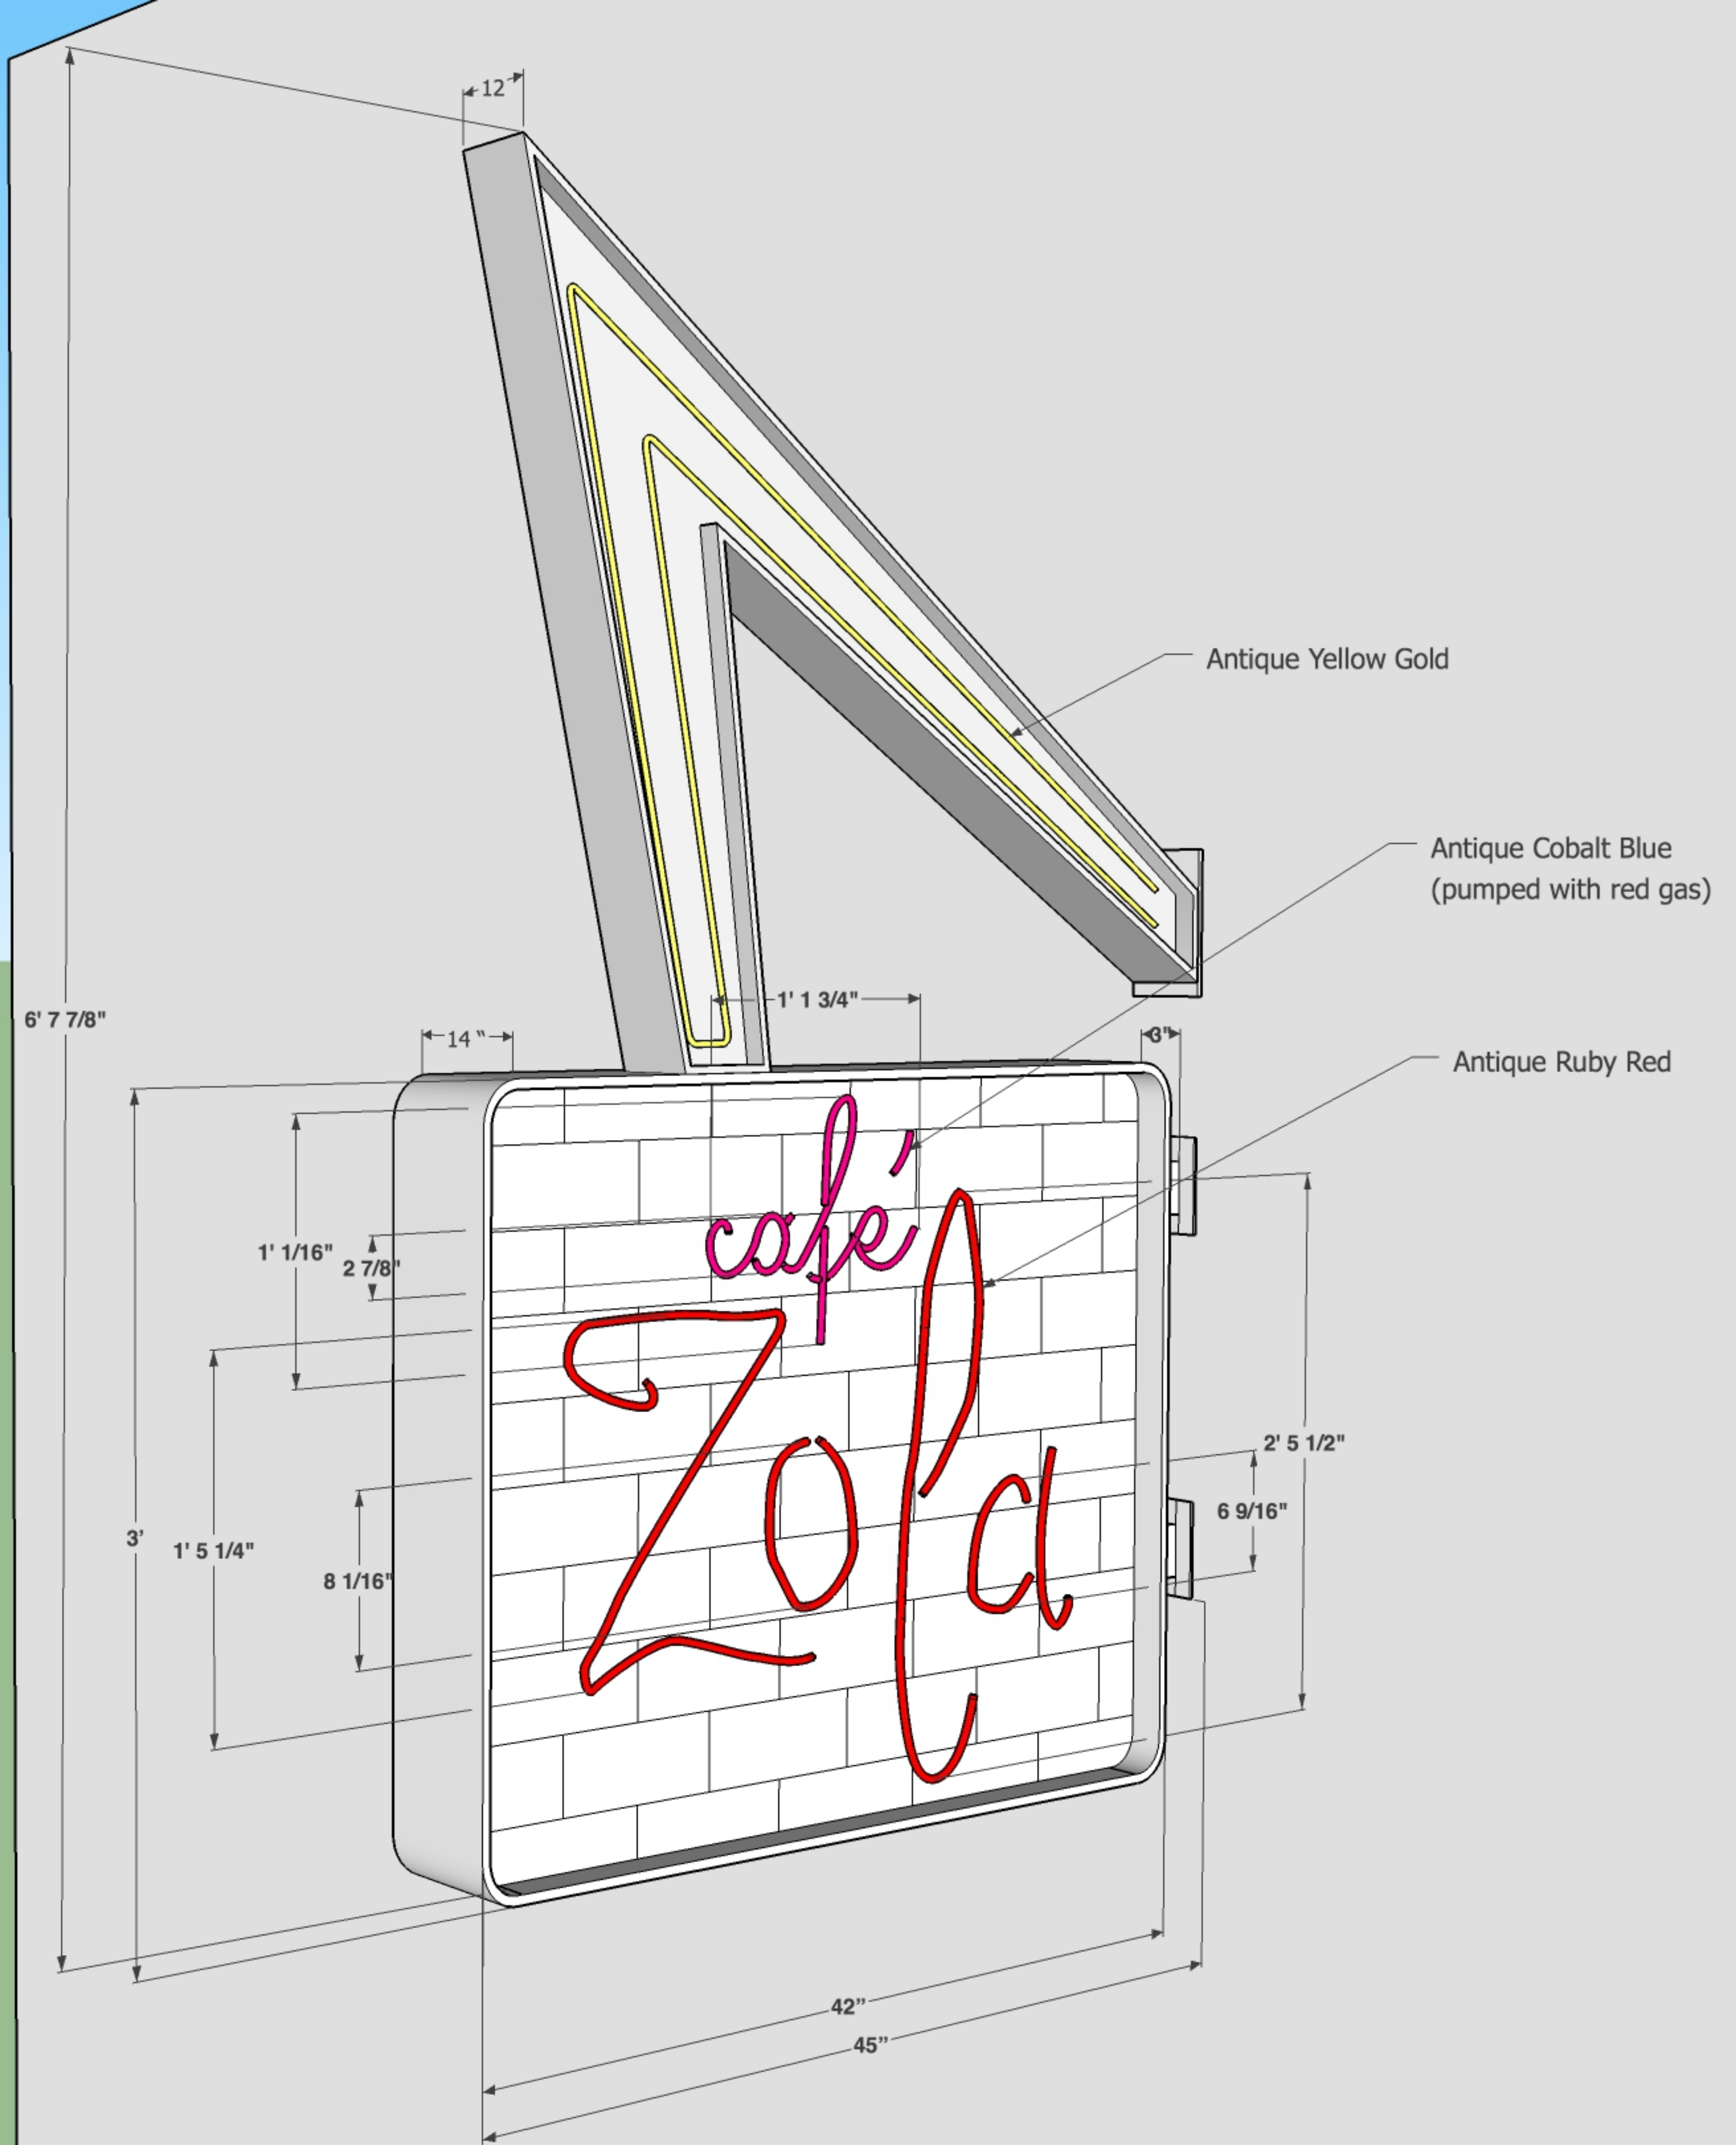 12
Antique Yellow Gold
Antique Cobalt Blue
(pumped with red gas)
1' 1 3/4"
6' 7 7/8"
14 "
3"
Antique Ruby Red
café
1' 1/16"
2 7/8"
Zola
2' 5 1/2"
6 9/16"
3'
1' 5 1/4"
8 1/16"
42”
45”